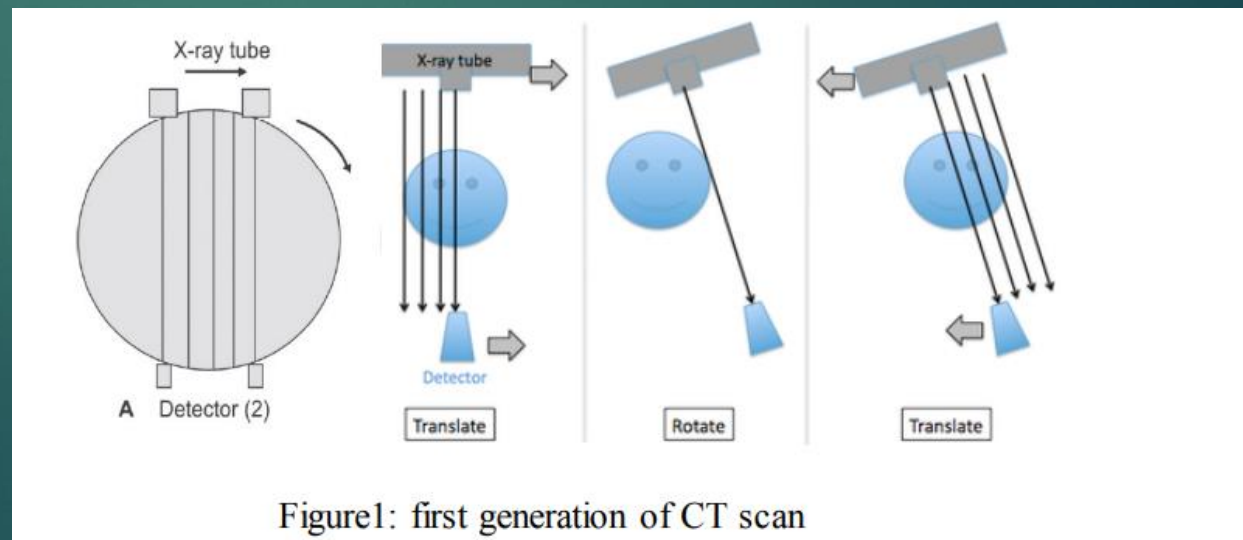 X-ray tube
A Detector (2)
X-ray tube
Detector
Translate
Rotate
Translate
Figure1: first generation of CT scan